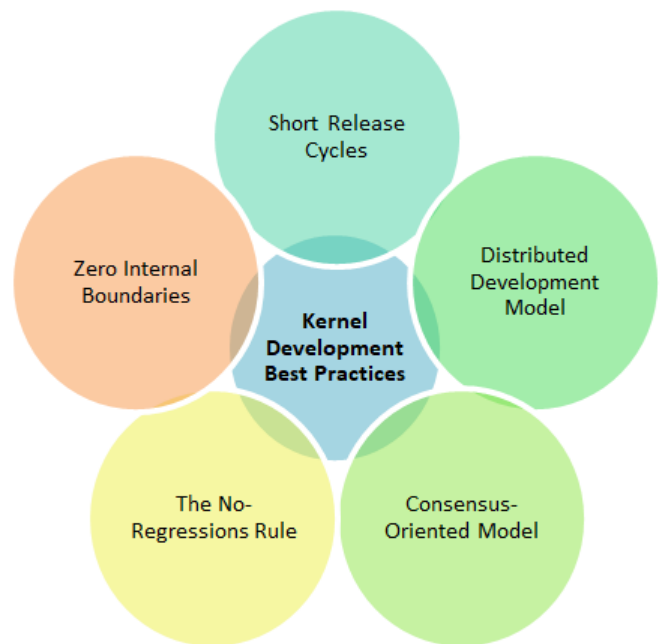 Short Release
Cycles
Distributed
Development
Model
Zero Internal
Boundaries
Kernel
Development
Best Practices
The No-
Regressions Rule
Consensus-
Oriented Model